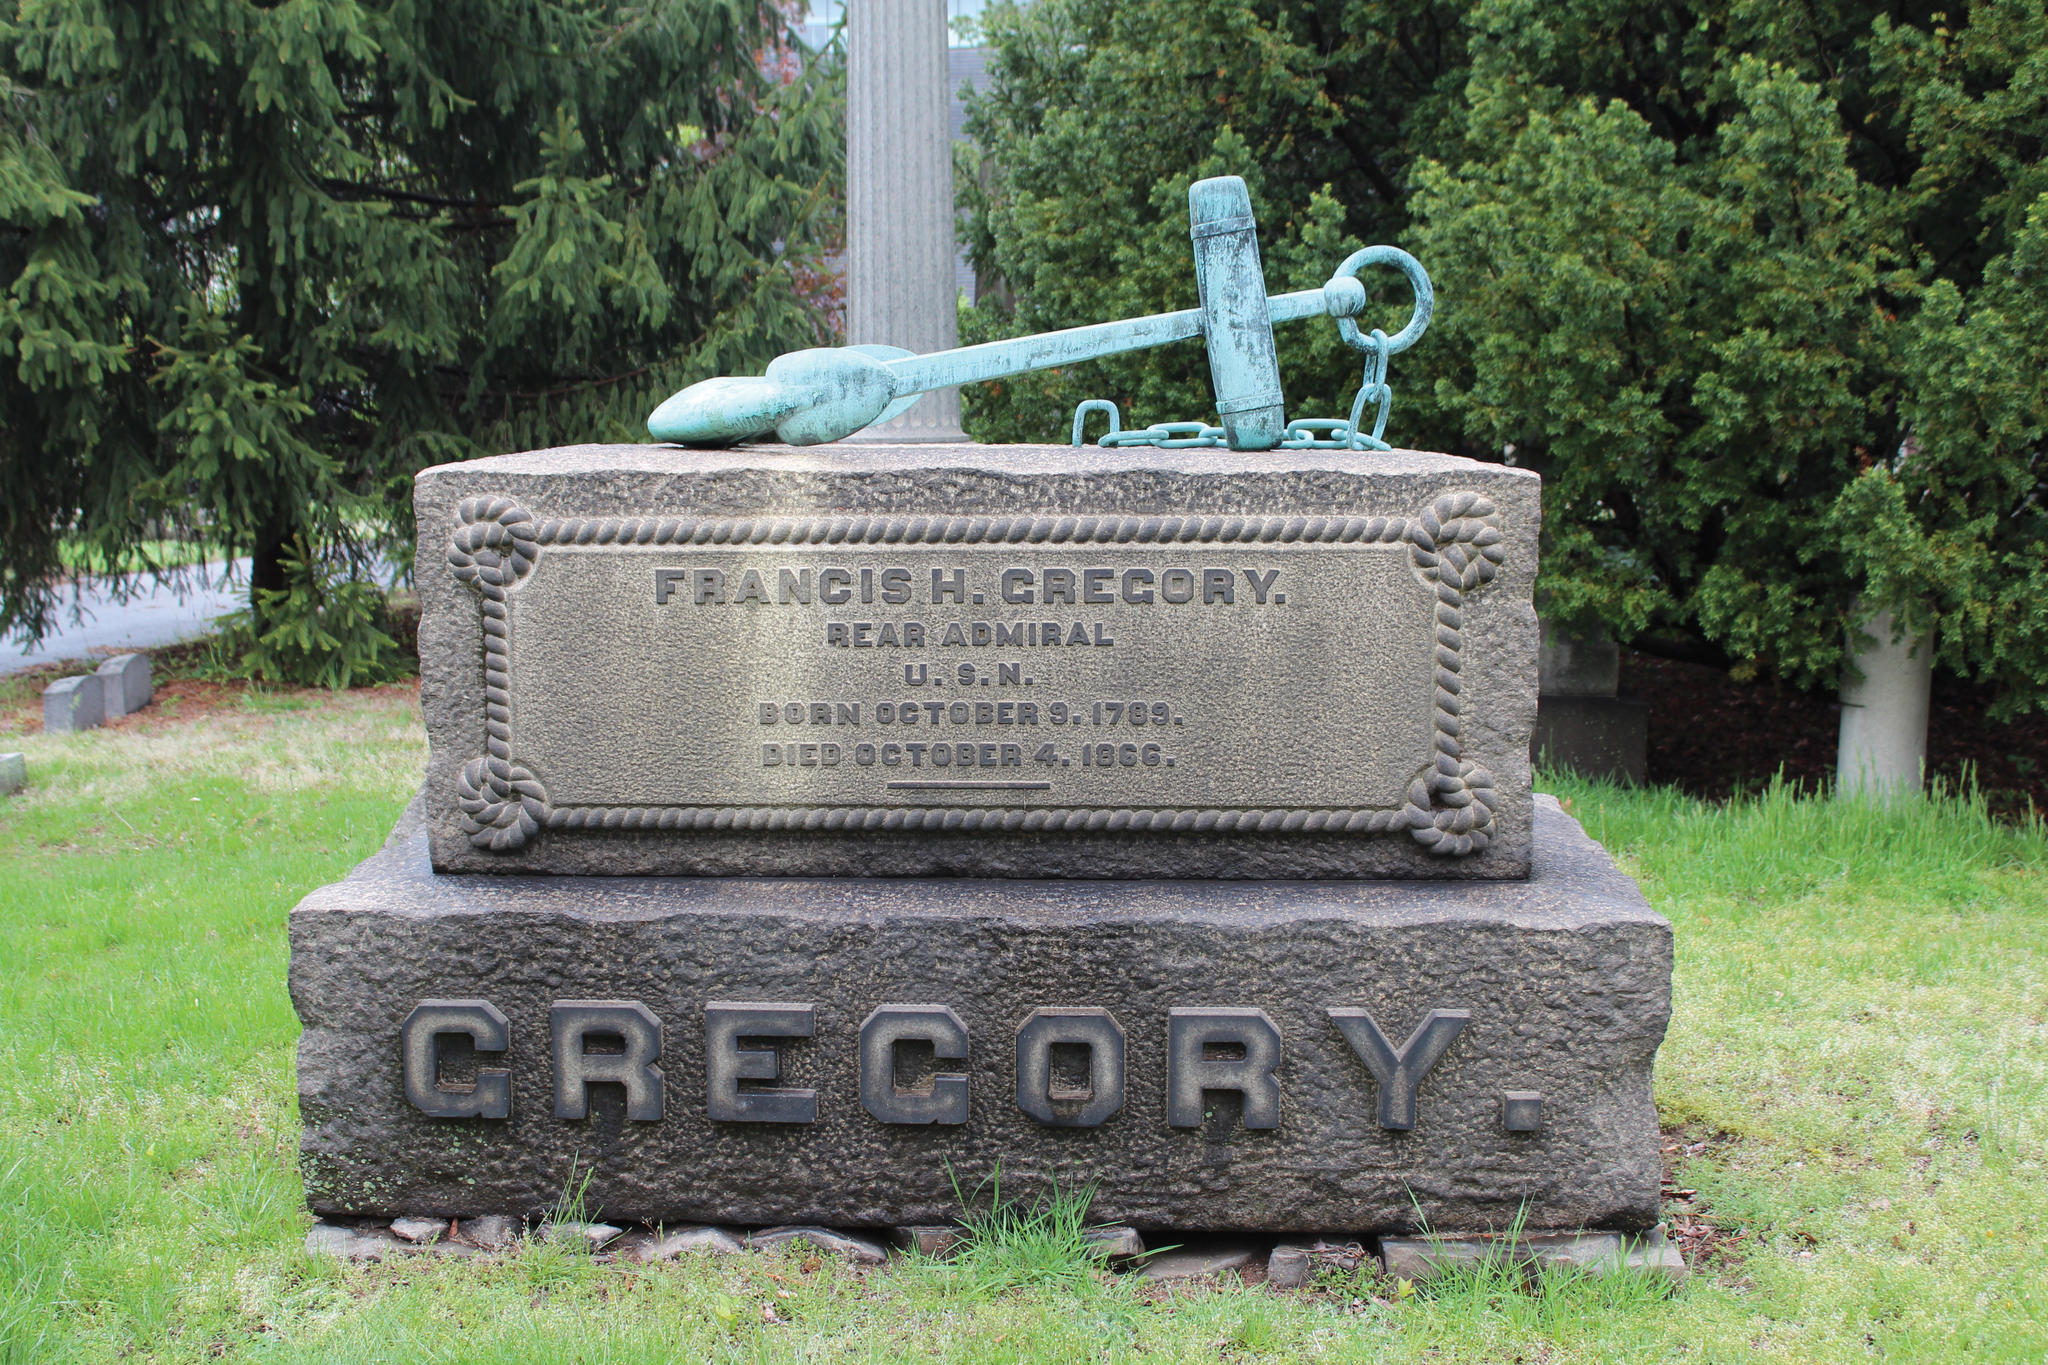 FRANCIS H. GREGORY.
REAR ADMIRAL
U. S. N.
BORN OCTOBER 9. 1789.
DIED OCTOBER 4. 1866.
GREGORY.